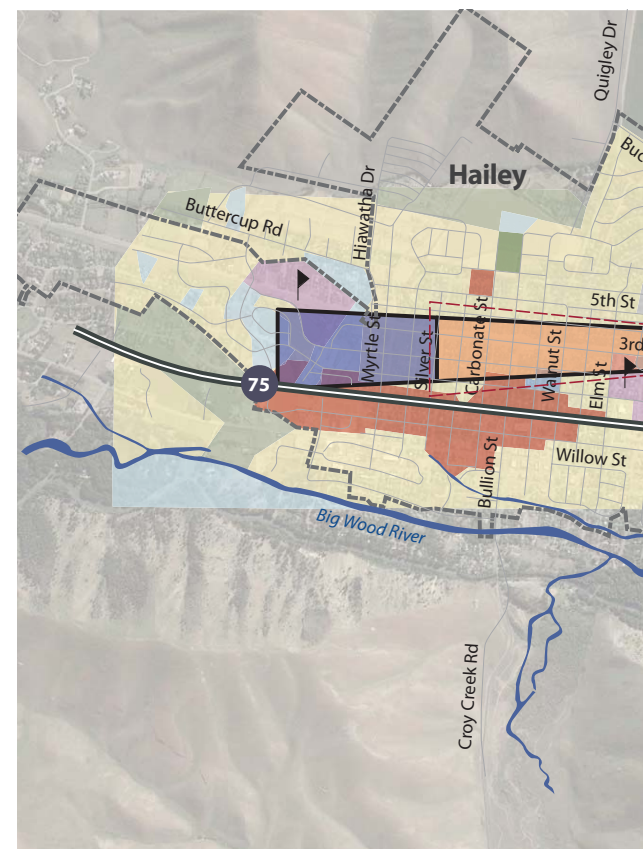 Quigley Dr
Buc
Hailey
Hiawatha Dr
Buttercup Rd
5th St
3rd
Myrtle St
Silver St
Carbonate St
Walnut St
Elm St
75
Bullion St
Willow St
Big Wood River
Croy Creek Rd